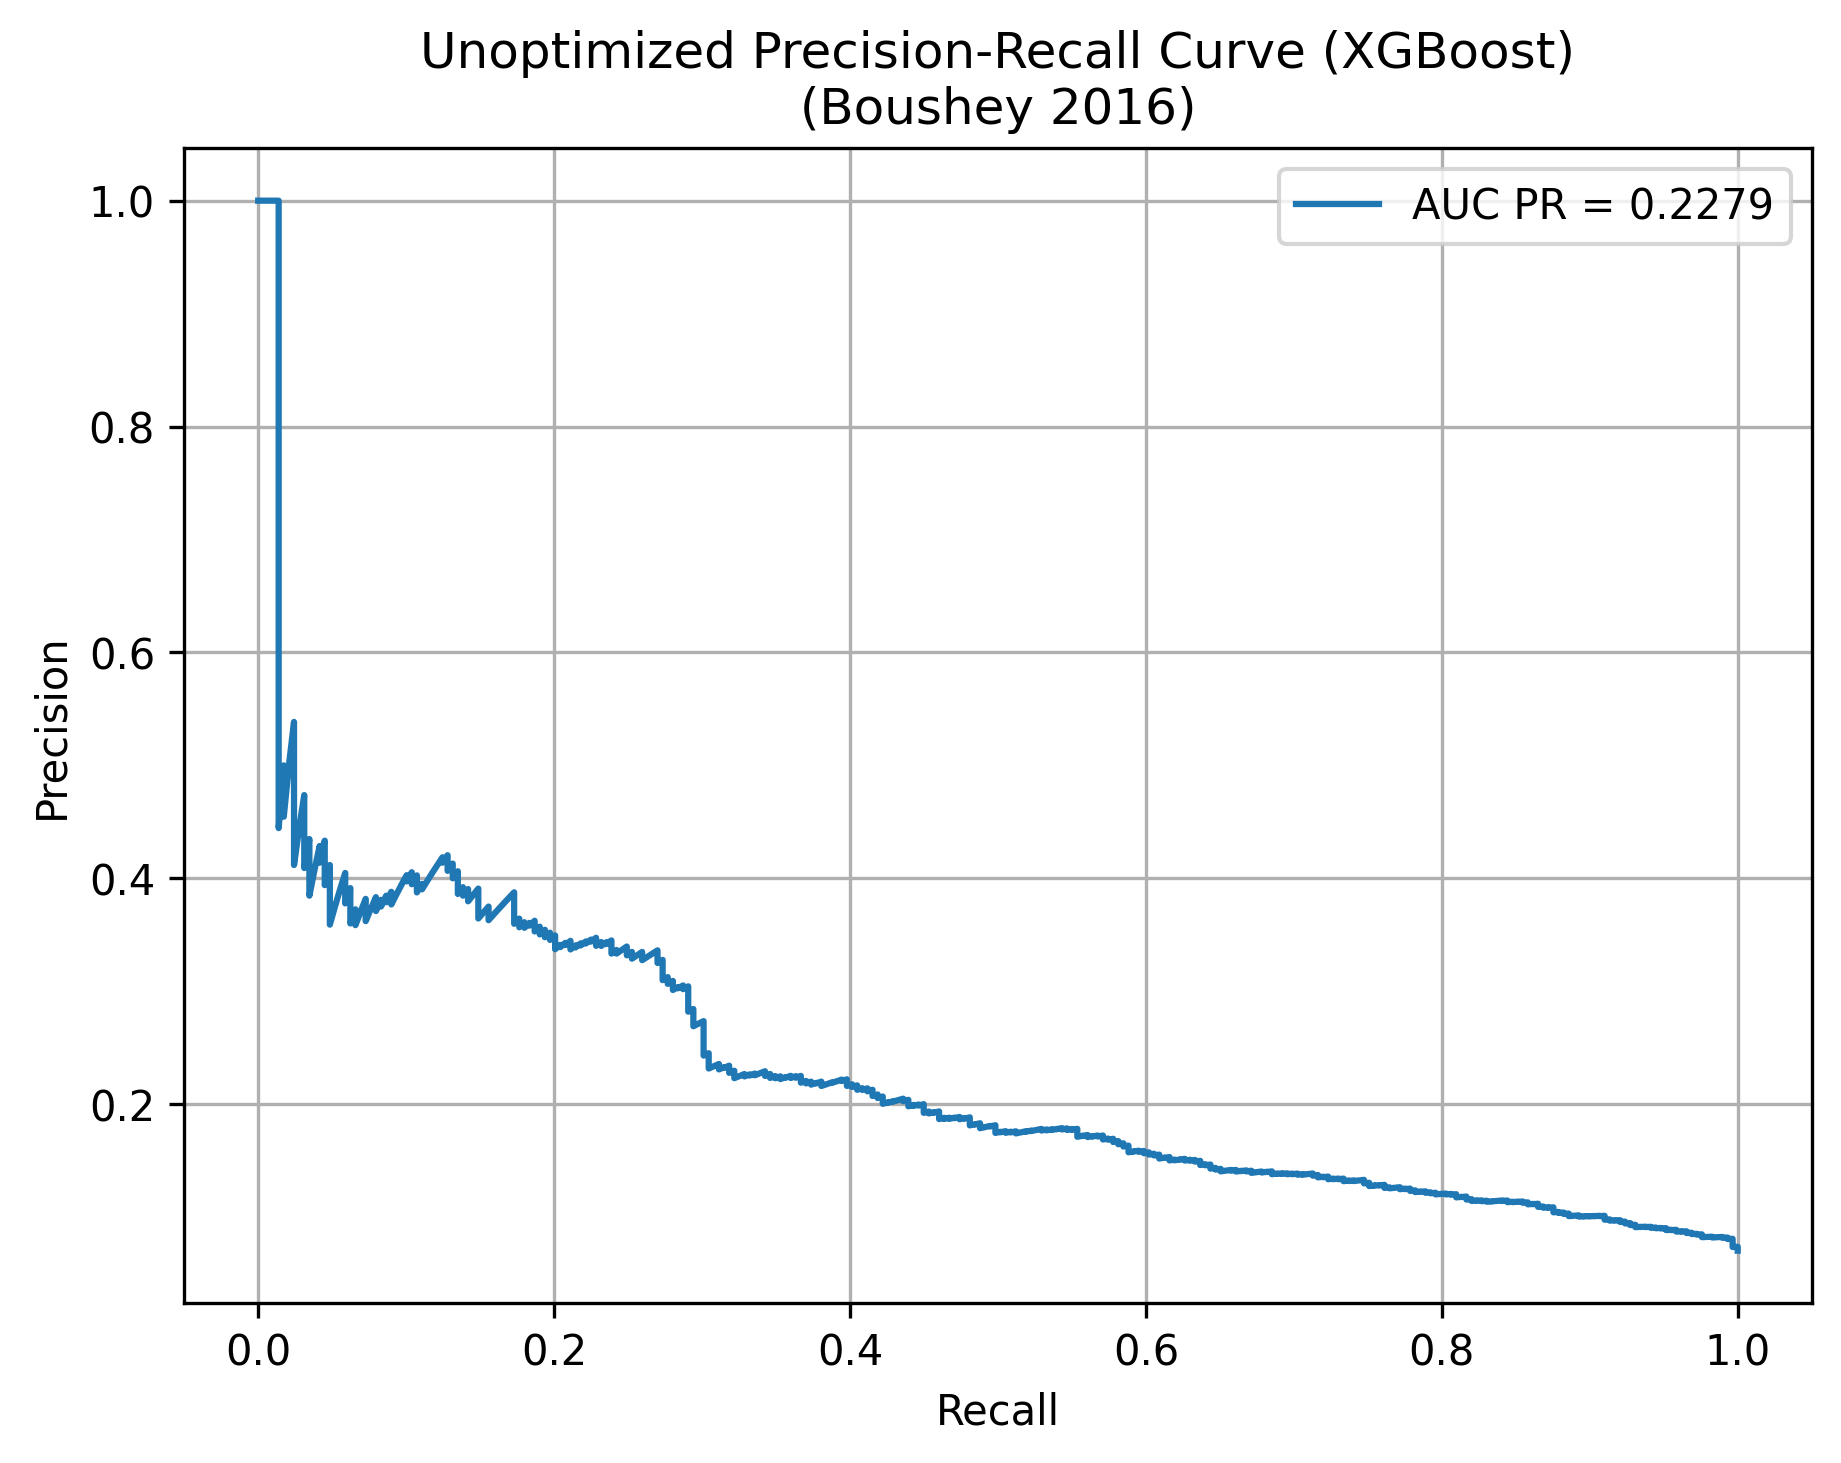 Unoptimized Precision-Recall Curve (XGBoost)
(Boushey 2016)
AUC PR = 0.2279
Precision
1.0
0.8
0.6
0.4
0.2
0.0 0.2 0.4 0.6 0.8 1.0
Recall